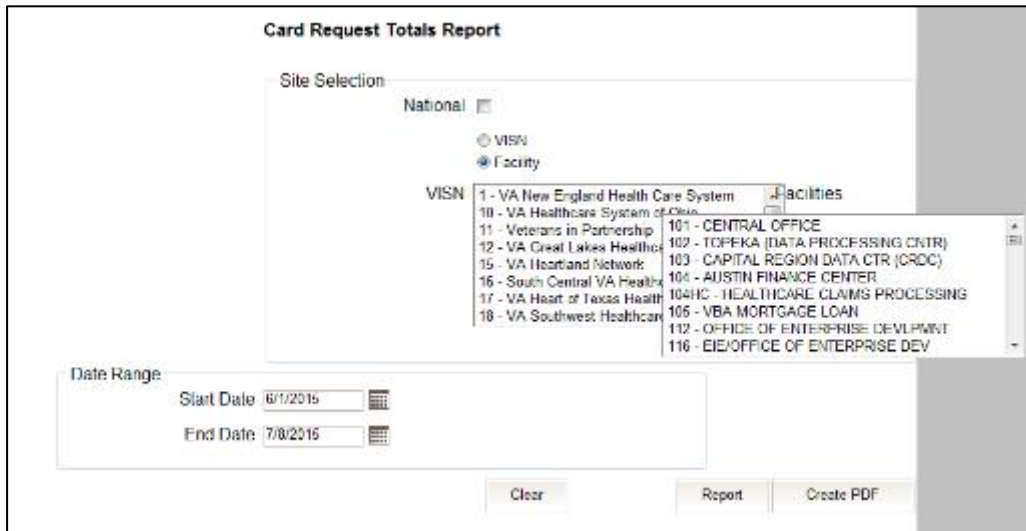 Card Request Totals Report
Site Selection
National
VISN
Facility
VISN
1 - VA New England Health Care System
10 - VA Healthcare System of Ohio
11 - Veterans in Partnership
12 - VA Great Lakes Healthc
15 - VA Heartland Network
16 - South Central VA Healthc
17 - VA Heart of Texas Health
18 - VA Southwest Healthcar
Facilities
101 - CENTRAL OFFICE
102 - TOPEKA (DATA PROCESSING CNTR)
103 - CAPITAL REGION DATA CTR (CRDC)
104 - AUSTIN FINANCE CENTER
104HC - HEALTHCARE CLAIMS PROCESSING
105 - VBA MORTGAGE LOAN
112 - OFFICE OF ENTERPRISE DEVLPMNT
116 - EIE/OFFICE OF ENTERPRISE DEV
Date Range
Start Date 6/1/2015
End Date 7/8/2015
Clear Report Create PDF